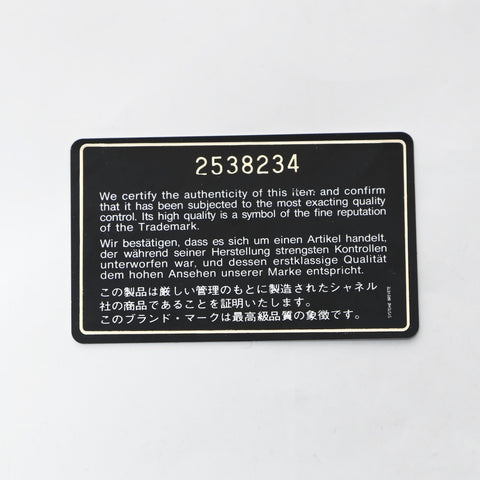 2538234
We certify the authenticity of this item and confirm
that it has been subjected to the most exacting quality
control. Its high quality is a symbol of the fine reputation
of the Trademark.
Wir bestätigen, dass es sich um einen Artikel handelt,
der während seiner Herstellung strengsten Kontrollen
unterworfen war, und dessen erstklassige Qualität
dem hohen Ansehen unserer Marke entspricht.
この製品は厳しい管理のもとに製造されたシャネル
社の商品であることを証明いたします。
このブランド・マークは最高級品質の象徴です。